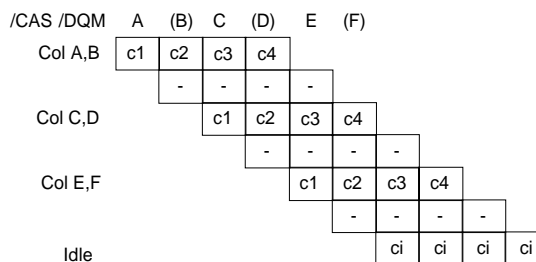 /CAS /DQM A (B) C (D) E (F)
Col A,B c1 c2 c3 c4
- - - -
Col C,D c1 c2 c3 c4
- - - -
Col E,F c1 c2 c3 c4
- - - -
Idle ci ci ci ci